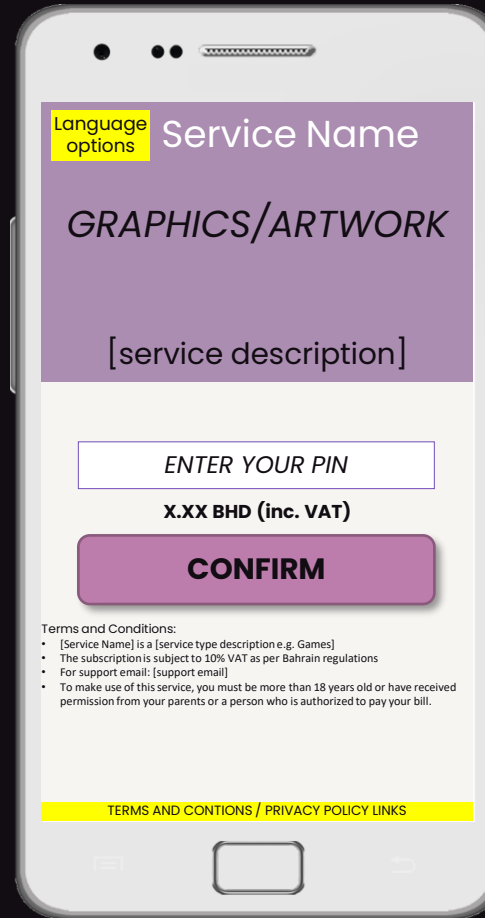 Language
options
Service Name
GRAPHICS/ARTWORK
[service description]
ENTER YOUR PIN
X.XX BHD (inc. VAT)
CONFIRM
Terms and Conditions:
• [Service Name] is a [service type description e.g. Games]
• The subscription is subject to 10% VAT as per Bahrain regulations
• For support email: [support email]
• To make use of this service, you must be more than 18 years old or have received
permission from your parents or a person who is authorized to pay your bill.
TERMS AND CONTIONS / PRIVACY POLICY LINKS